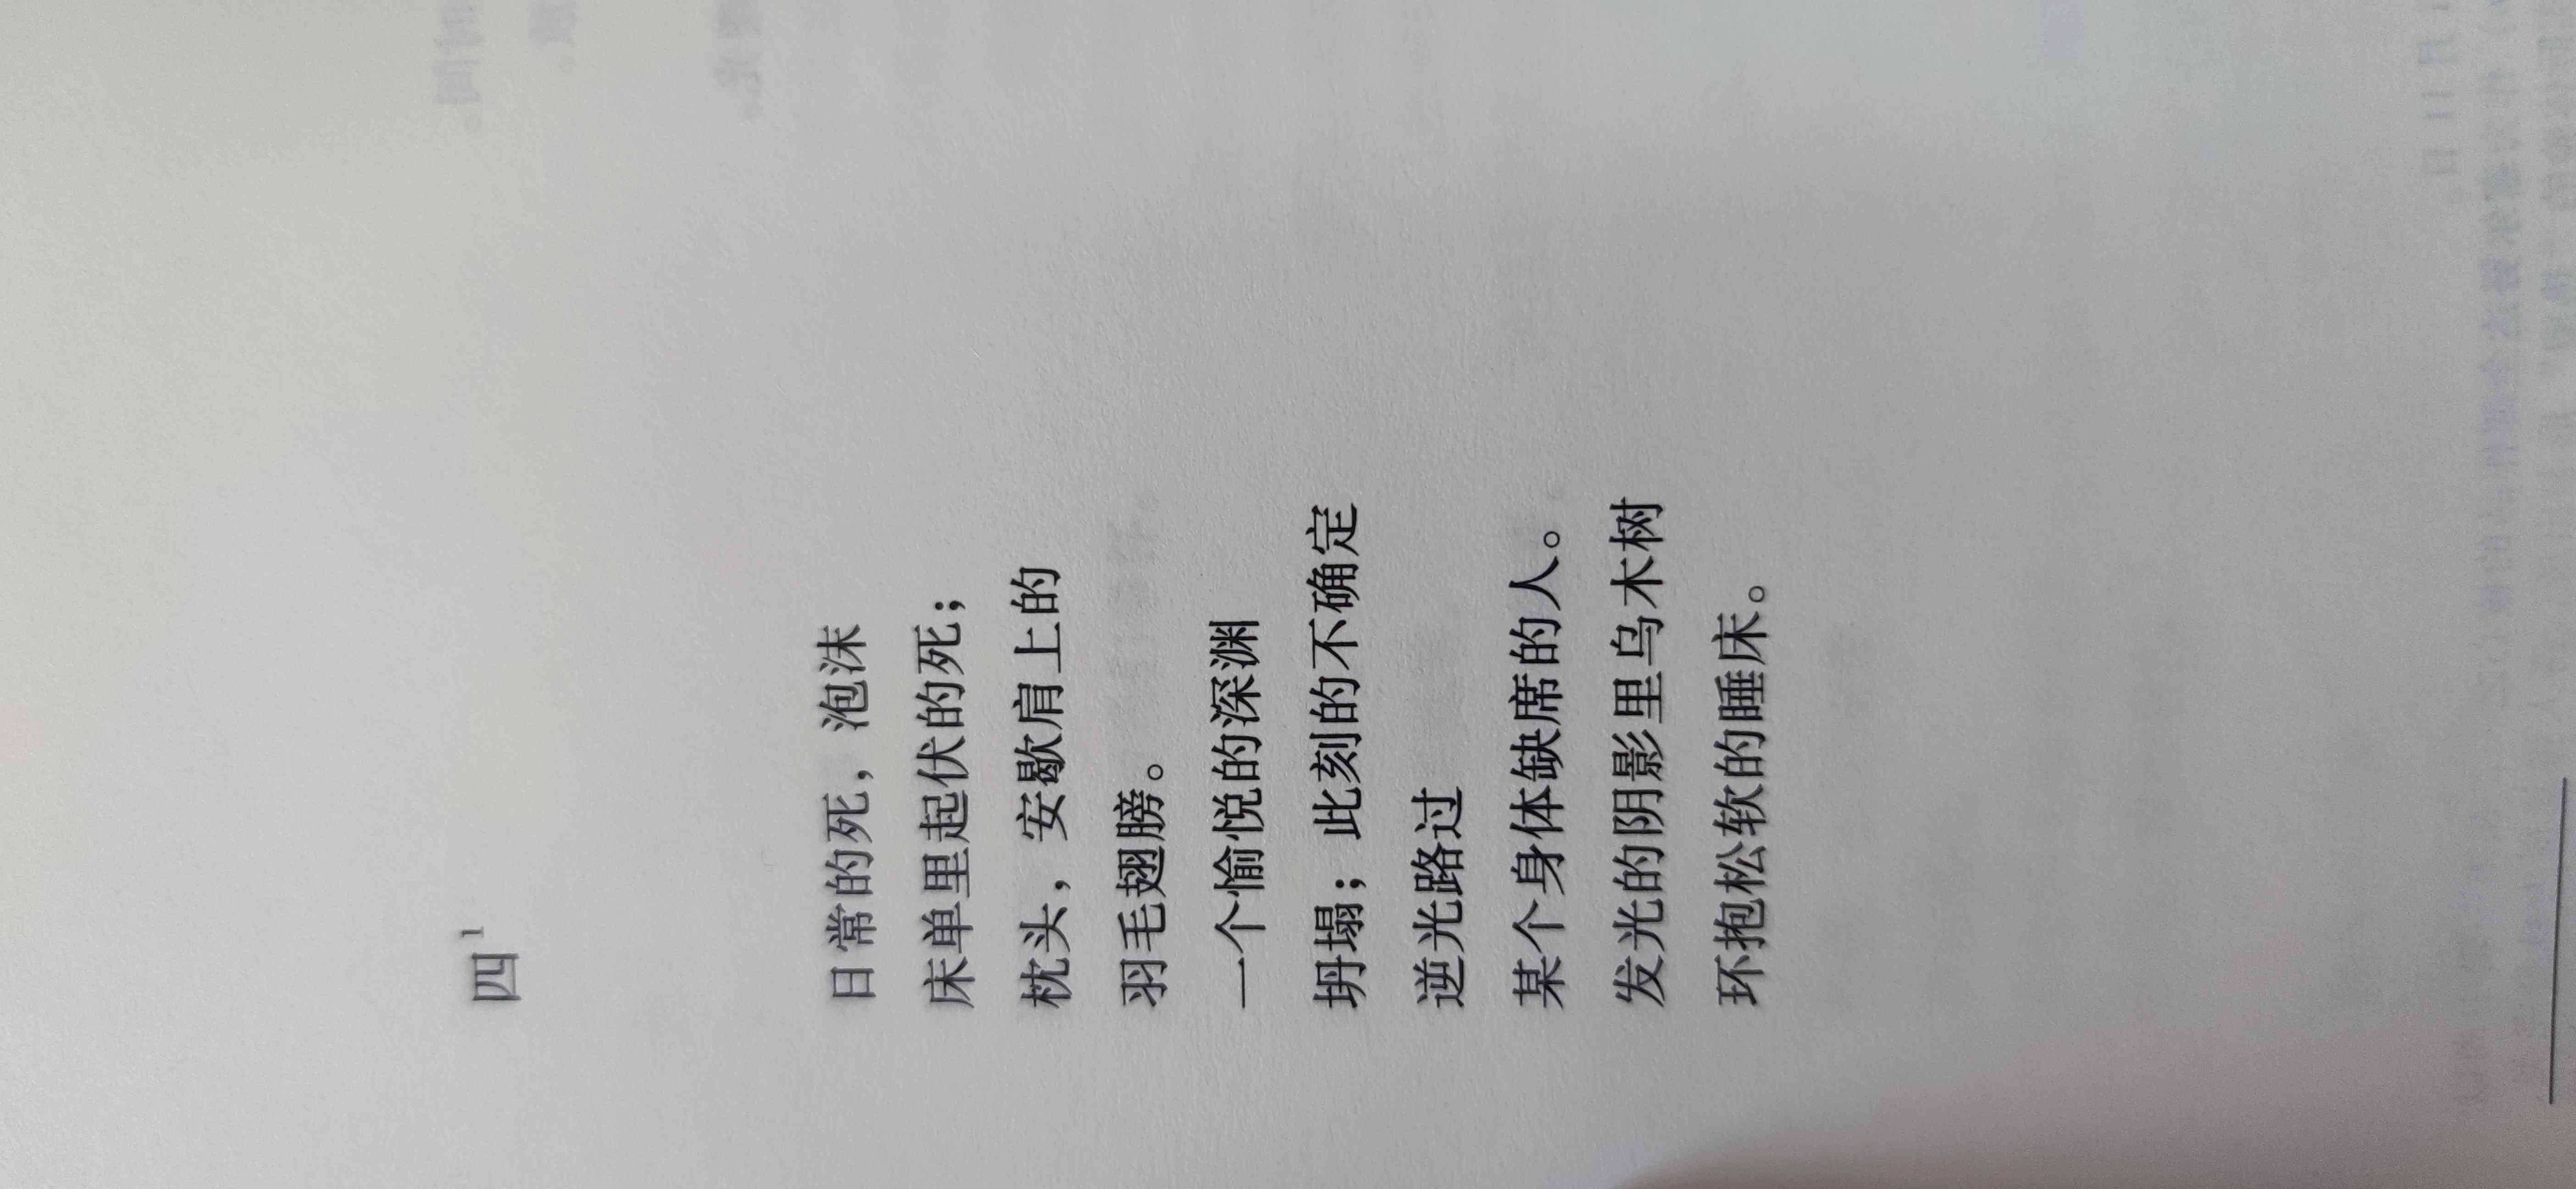 四1
日常的死，泡沫
床单里起伏的死；
枕头，安歇肩上的
羽毛翅膀。
一个愉悦的深渊
坍塌；此刻的不确定
逆光路过
某个身体缺席的人。
发光的阴影里乌木树
环抱松软的睡床。